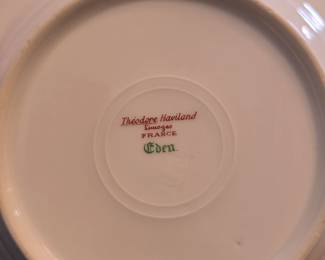 Théodore Haviland
Limoges
FRANCE
Eden